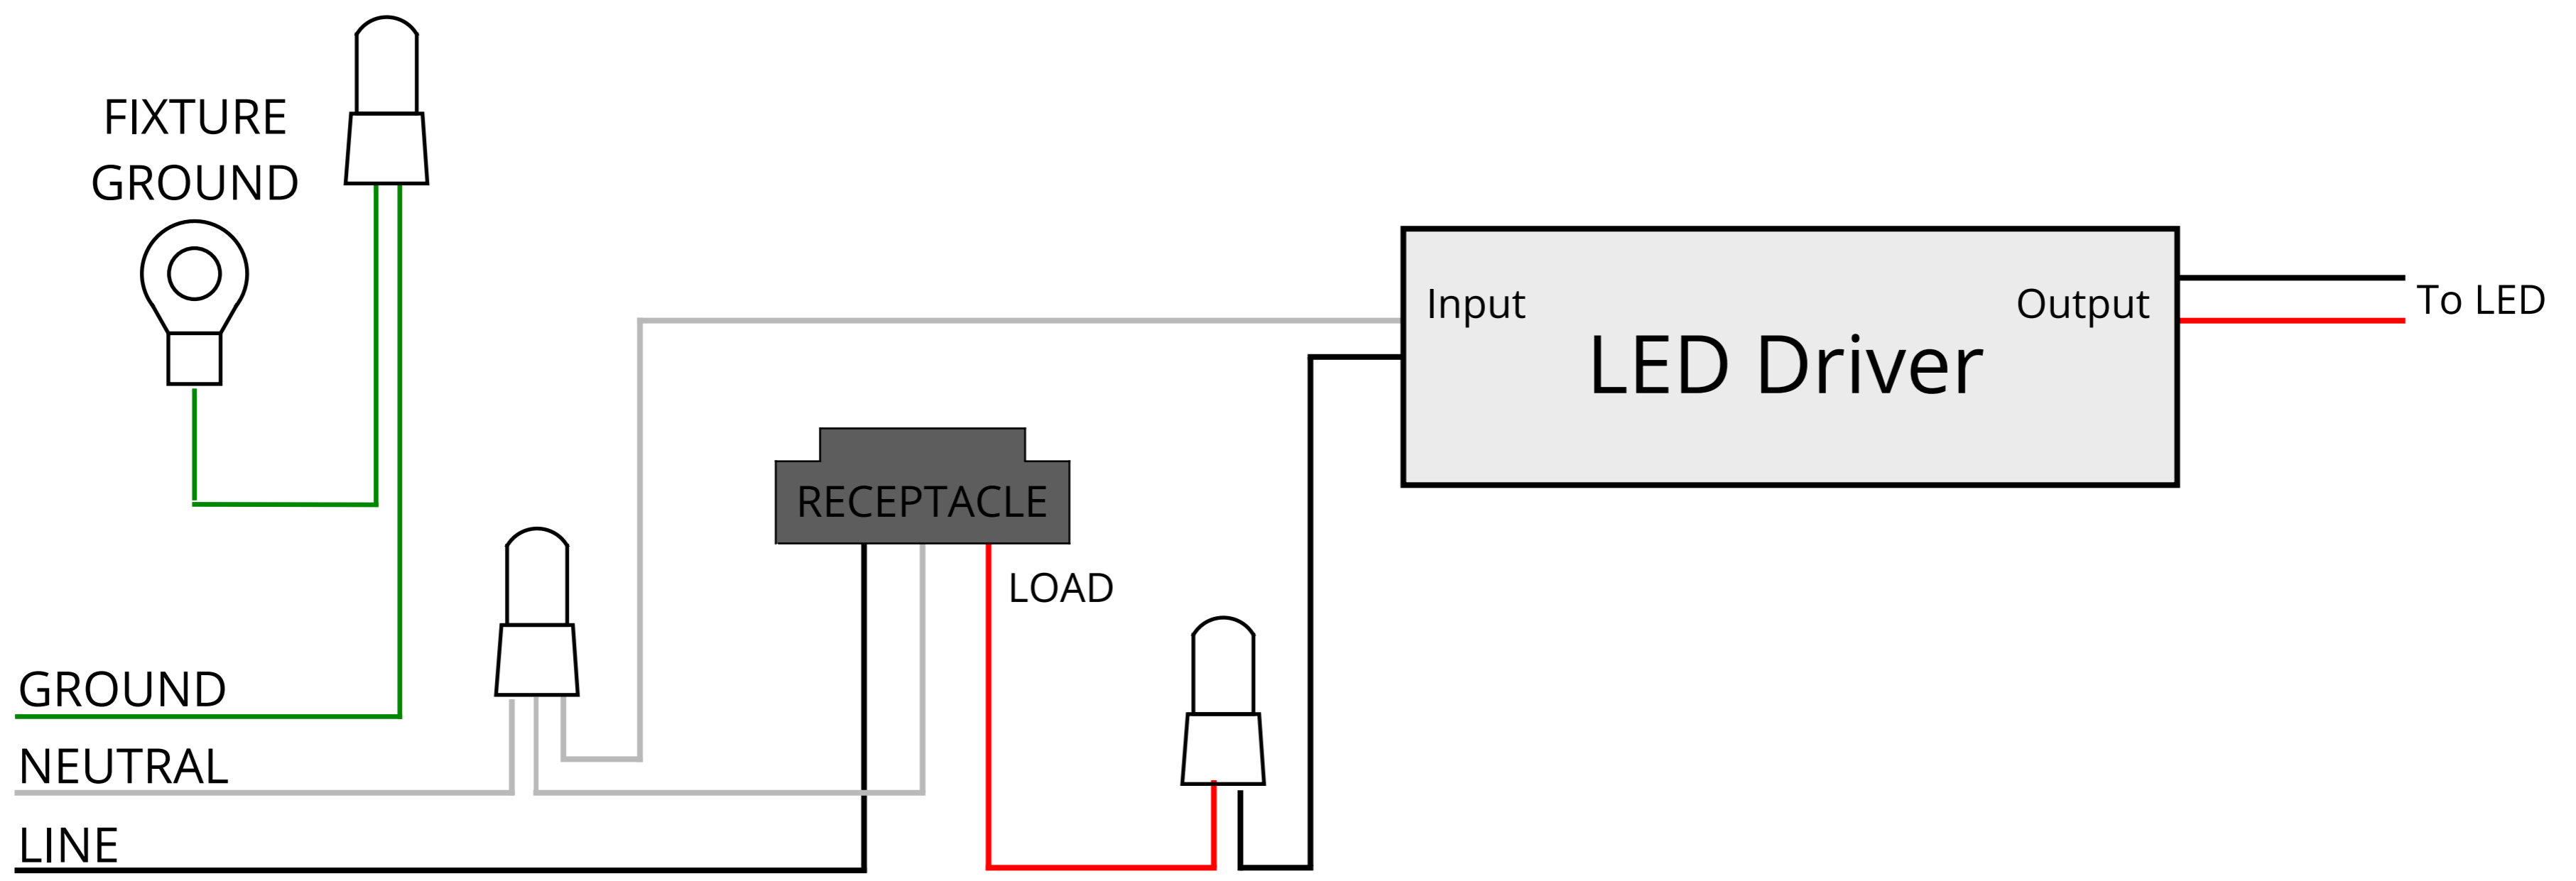 FIXTURE
GROUND
Input
Output
To LED
LED Driver
RECEPTACLE
LOAD
GROUND
NEUTRAL
LINE